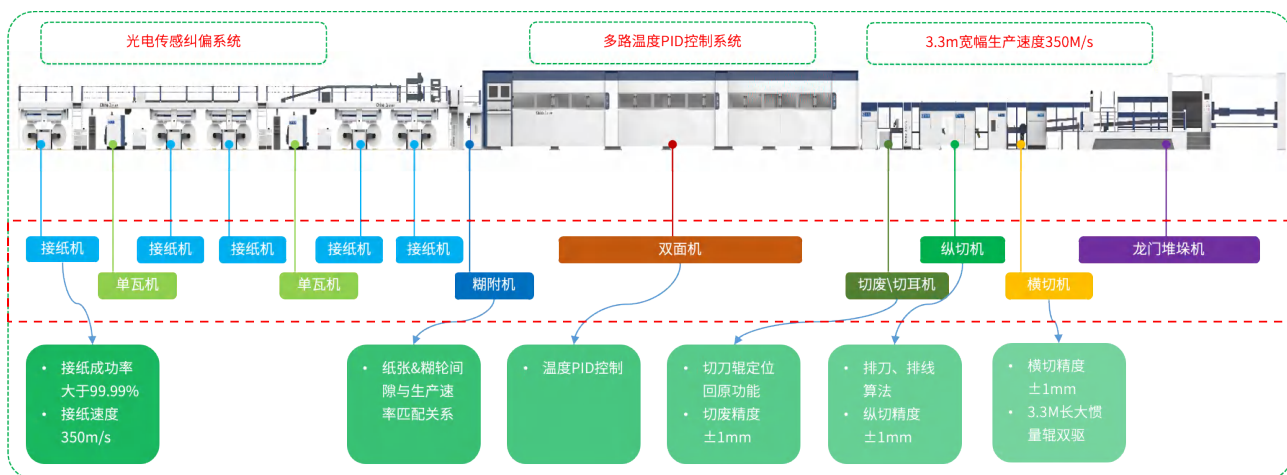 光电传感纠偏系统
多路温度PID控制系统
3.3m宽幅生产速度350M/s
接纸机
接纸机
接纸机
接纸机
接纸机
双面机
纵切机
龙门堆垛机
单瓦机
单瓦机
糊附机
切废\切耳机
横切机
• 接纸成功率
大于99.99%
• 接纸速度
350m/s
• 纸张&糊轮间
隙与生产速
率匹配关系
• 温度PID控制
• 切刀辊定位
回原功能
• 切废精度
±1mm
• 排刀、排线
算法
• 纵切精度
±1mm
• 横切精度
±1mm
• 3.3M长大惯
量辊双驱